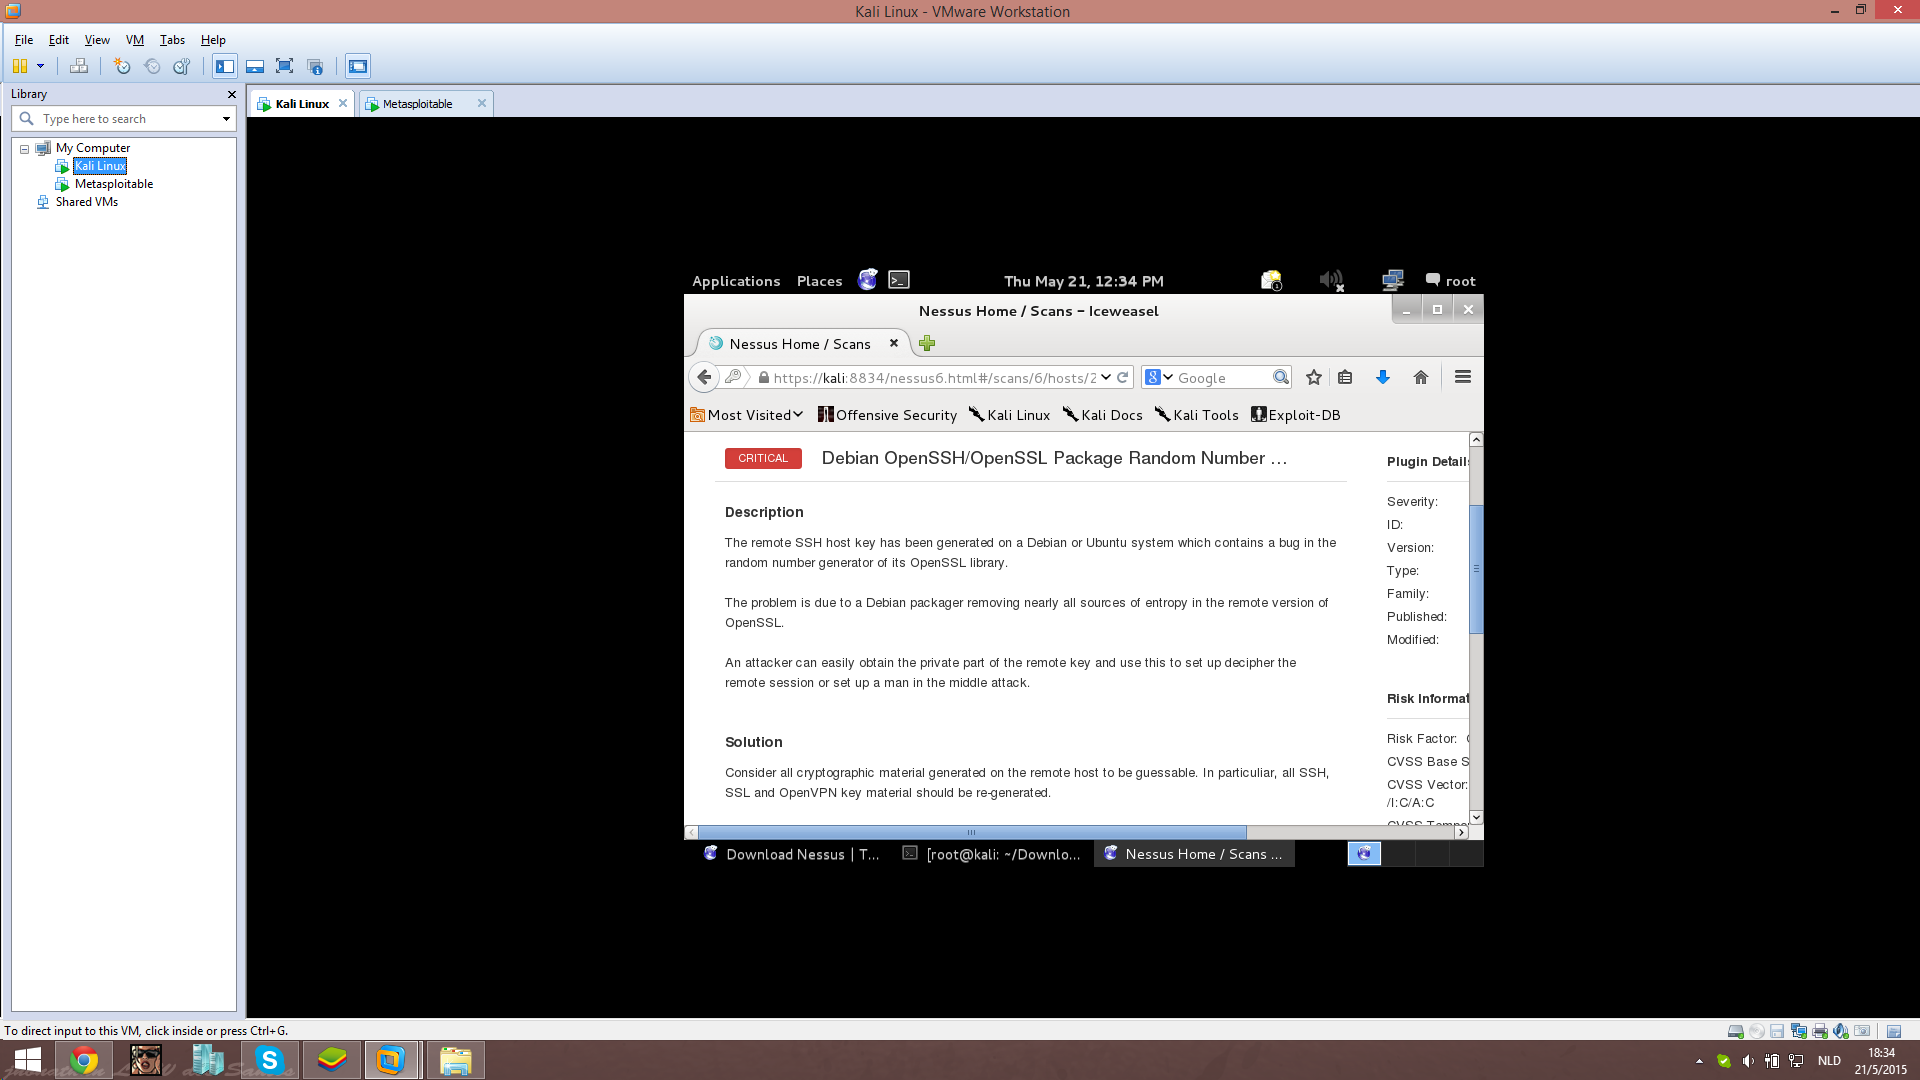 Kali Linux - VMware Workstation
File Edit View VM Tabs Help
Library
Type here to search
My Computer
Kali Linux
Metasploitable
Shared VMs
Kali Linux
Metasploitable
Applications Places Thu May 21, 12:34 PM root
Nessus Home / Scans - Iceweasel
Nessus Home / Scans
https://kali:8834/nessus6.html#/scans/6/hosts/2
Google
Most Visited Offensive Security Kali Linux Kali Docs Kali Tools Exploit-DB
CRITICAL Debian OpenSSH/OpenSSL Package Random Number ...
Description
The remote SSH host key has been generated on a Debian or Ubuntu system which contains a bug in the
random number generator of its OpenSSL library.
The problem is due to a Debian packager removing nearly all sources of entropy in the remote version of
OpenSSL.
An attacker can easily obtain the private part of the remote key and use this to set up decipher the
remote session or set up a man in the middle attack.
Solution
Consider all cryptographic material generated on the remote host to be guessable. In particuliar, all SSH,
SSL and OpenVPN key material should be re-generated.
Plugin Details
Severity:
ID:
Version:
Type:
Family:
Published:
Modified:
Risk Informat
Risk Factor:
CVSS Base S
CVSS Vector:
/I:C/A:C
Download Nessus | T... [root@kali: ~/Downlo... Nessus Home / Scans ...
To direct input to this VM, click inside or press Ctrl+G.
NLD
18:34
21/5/2015